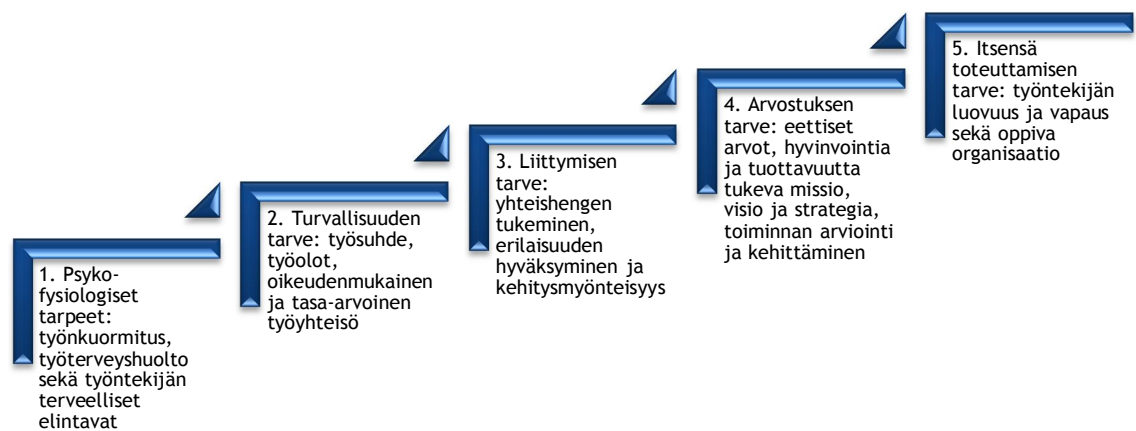 1. Psyko-
fysiologiset
tarpeet:
työnkuormitus,
työterveyshuolto
sekä työntekijän
terveelliset
elintavat
2. Turvallisuuden
tarve: työsuhde,
työolot,
oikeudenmukainen
ja tasa-arvoinen
työyhteisö
3. Liittymisen
tarve:
yhteishengen
tukeminen,
erilaisuuden
hyväksyminen ja
kehitysmyönteisyys
4. Arvostuksen
tarve: eettiset
arvot, hyvinvointia
ja tuottavuutta
tukeva missio,
visio ja strategia,
toiminnan arviointi
ja kehittäminen
5. Itsensä
toteuttamisen
tarve: työntekijän
luovuus ja vapaus
sekä oppiva
organisaatio